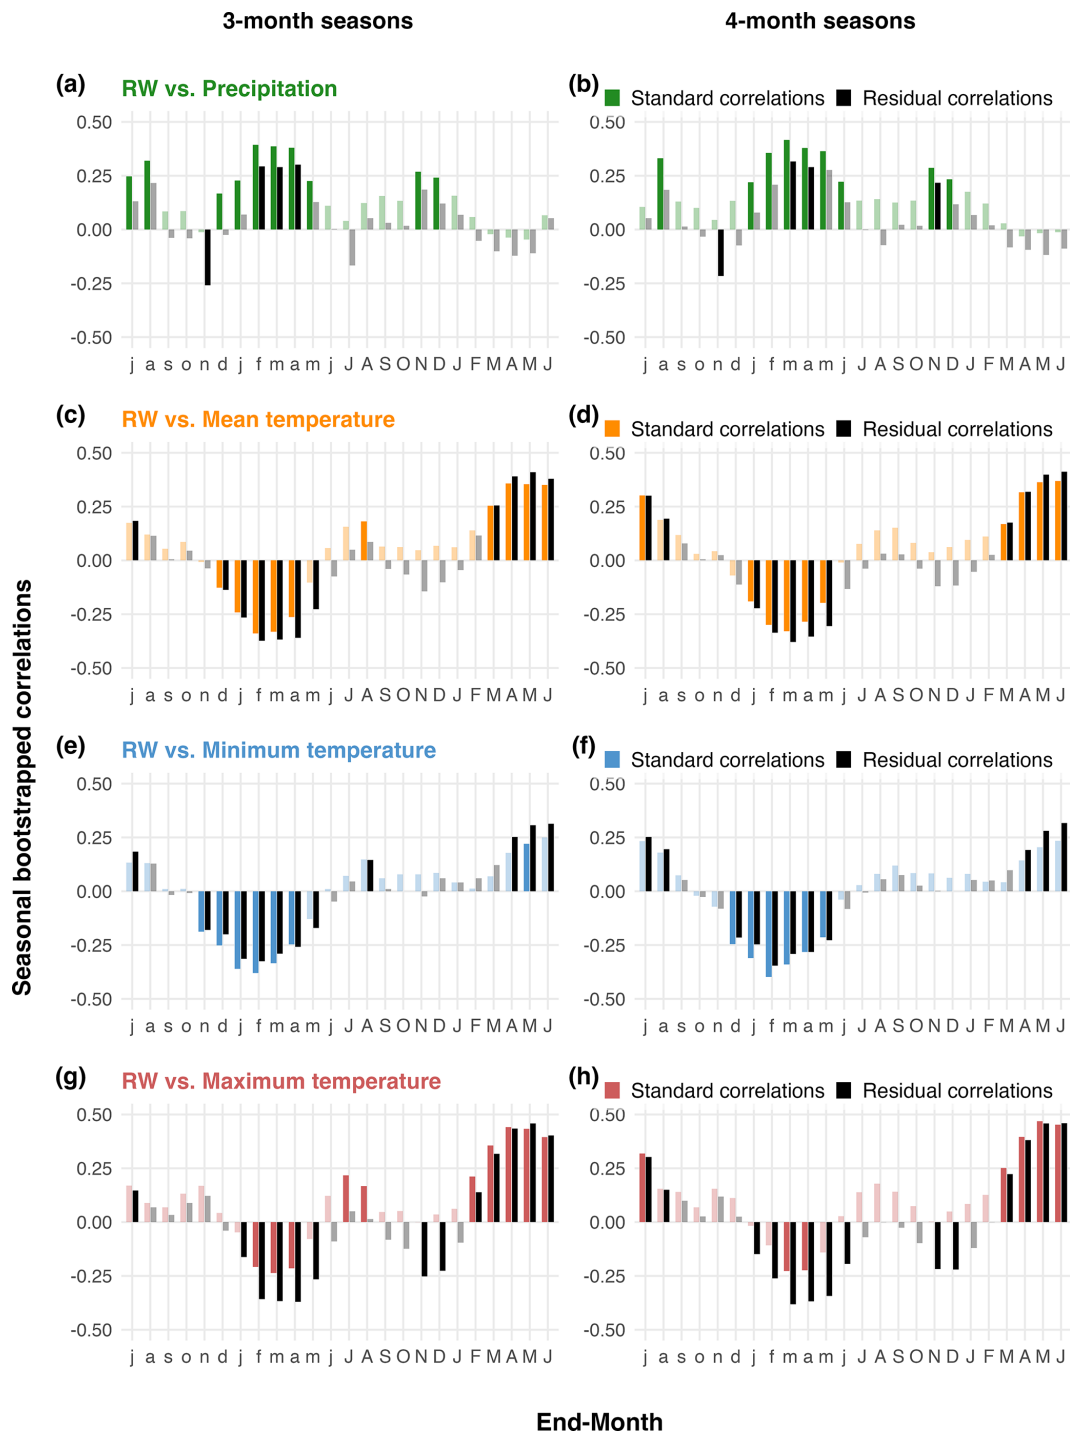 3-month seasons
4-month seasons
(a) RW vs. Precipitation
0.50
0.25
0.00
-0.25
-0.50
j a s o n d j f m a m j J A S O N D J F M A M J
(b) Standard correlations Residual correlations
0.50
0.25
0.00
-0.25
-0.50
j a s o n d j f m a m j J A S O N D J F M A M J
(c) RW vs. Mean temperature
0.50
0.25
0.00
-0.25
-0.50
j a s o n d j f m a m j J A S O N D J F M A M J
(d) Standard correlations Residual correlations
0.50
0.25
0.00
-0.25
-0.50
j a s o n d j f m a m j J A S O N D J F M A M J
Seasonal bootstrapped correlations
(e) RW vs. Minimum temperature
0.50
0.25
0.00
-0.25
-0.50
j a s o n d j f m a m j J A S O N D J F M A M J
(f) Standard correlations Residual correlations
0.50
0.25
0.00
-0.25
-0.50
j a s o n d j f m a m j J A S O N D J F M A M J
(g) RW vs. Maximum temperature
0.50
0.25
0.00
-0.25
-0.50
j a s o n d j f m a m j J A S O N D J F M A M J
(h) Standard correlations Residual correlations
0.50
0.25
0.00
-0.25
-0.50
j a s o n d j f m a m j J A S O N D J F M A M J
End-Month